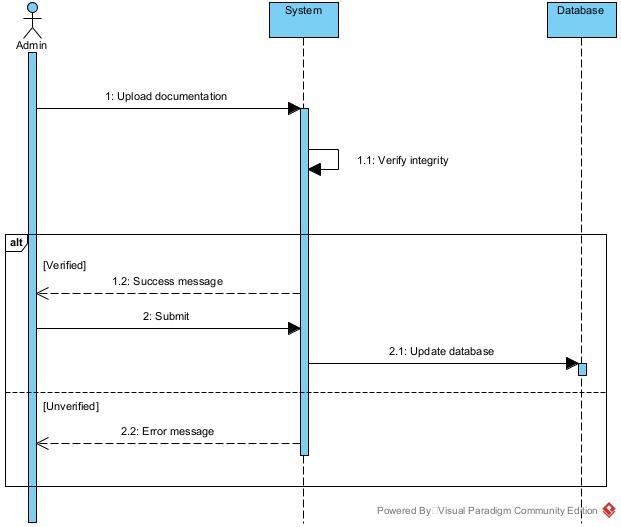 System
Database
Admin
1: Upload documentation
1.1: Verify integrity
alt
[Verified]
1.2: Success message
2: Submit
2.1: Update database
[Unverified]
2.2: Error message
Powered By Visual Paradigm Community Edition